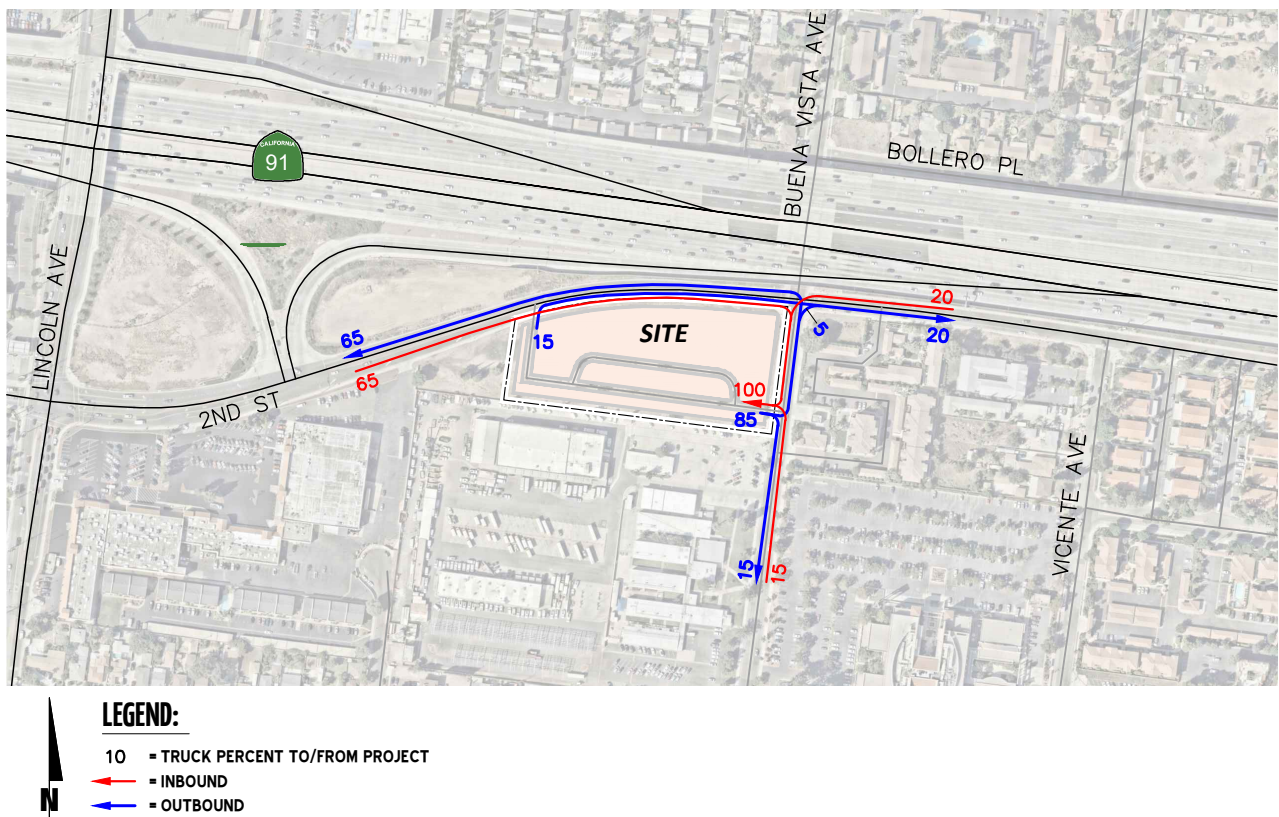 BUENA VISTA AVE
BOLLERO PL
CALIFORNIA
91
LINCOLN AVE
20
20
5
SITE
15
65
65
100
85
2ND ST
VICENTE AVE
15
15
LEGEND:
10 = TRUCK PERCENT TO/FROM PROJECT
= INBOUND
= OUTBOUND
N